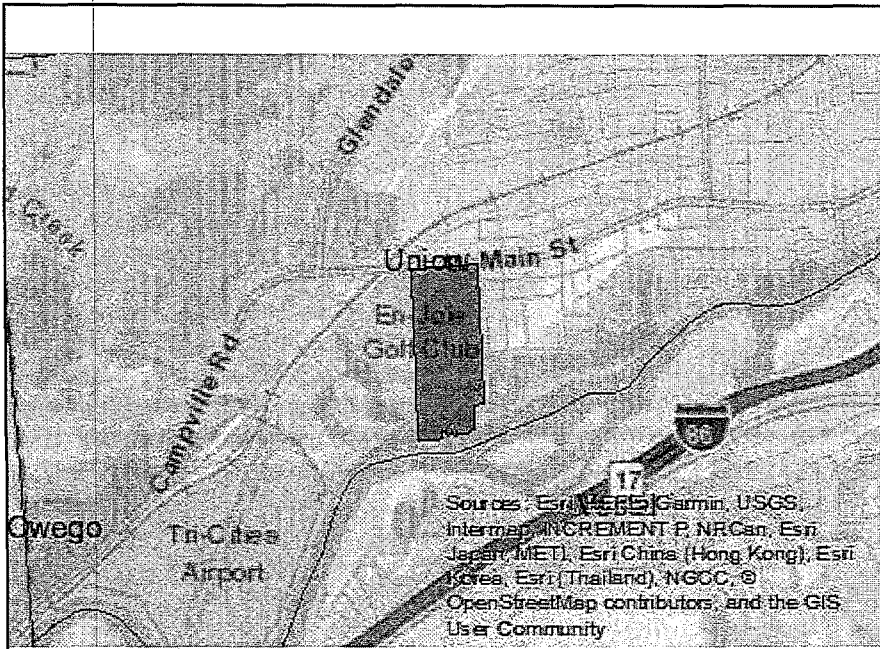 Glendale
Creek
Union
Main St
En-Joie
Golf Club
Campville Rd
86
17
Owego
Tri-Cities
Airport
Sources: Esri, HERE, Garmin, USGS,
Intermap, INCREMENT P, NRCan, Esri
Japan, METI, Esri China (Hong Kong), Esri
Korea, Esri (Thailand), NGCC, ©
OpenStreetMap contributors, and the GIS
User Community